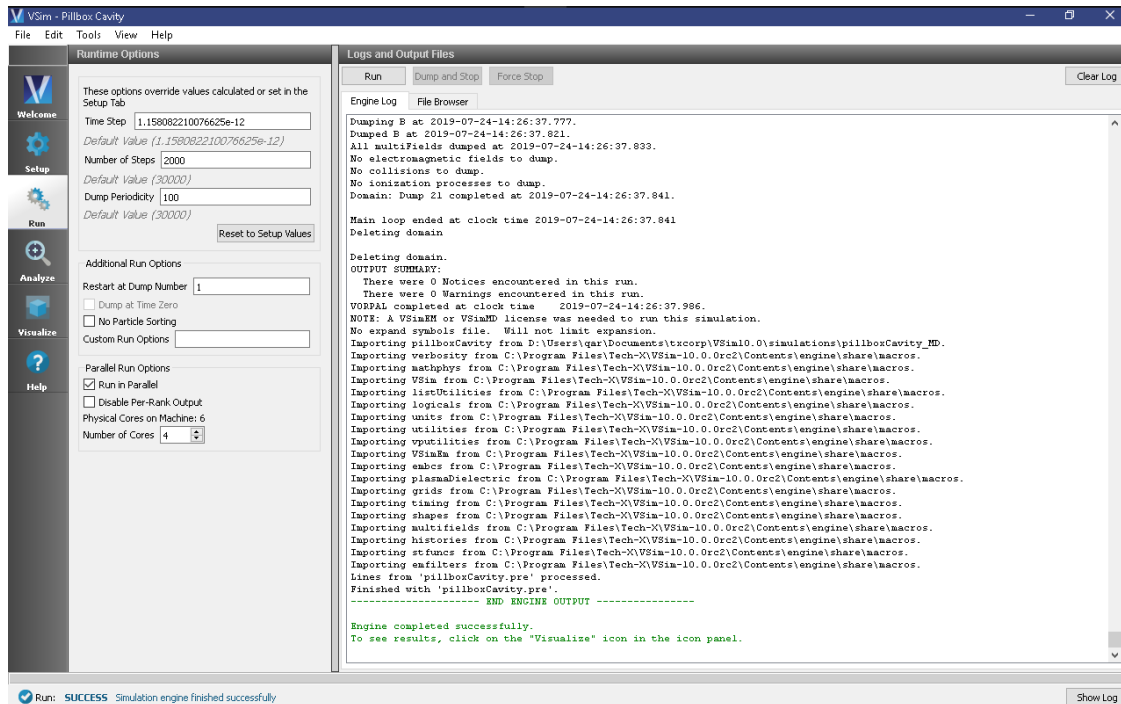 VSim - Pillbox Cavity
File Edit Tools View Help
Runtime Options
These options override values calculated or set in the
Setup Tab
Time Step 1.158082210076625e-12
Default Value (1.158082210076625e-12)
Number of Steps 2000
Default Value (30000)
Dump Periodicity 100
Default Value (30000)
Reset to Setup Values
Additional Run Options
Restart at Dump Number 1
Dump at Time Zero
No Particle Sorting
Custom Run Options
Parallel Run Options
Run in Parallel
Disable Per-Rank Output
Physical Cores on Machine: 6
Number of Cores 4
Welcome
Setup
Run
Analyze
Visualize
Help
Logs and Output Files
Run Dump and Stop Force Stop Clear Log
Engine Log File Browser
Dumping B at 2019-07-24-14:26:37.777.
Dumped B at 2019-07-24-14:26:37.821.
All multiFields dumped at 2019-07-24-14:26:37.833.
No electromagnetic fields to dump.
No collisions to dump.
No ionization processes to dump.
Domain: Dump 21 completed at 2019-07-24-14:26:37.841.
Main loop ended at clock time 2019-07-24-14:26:37.841
Deleting domain
Deleting domain.
OUTPUT SUMMARY:
There were 0 Notices encountered in this run.
There were 0 Warnings encountered in this run.
VORPAL completed at clock time 2019-07-24-14:26:37.986.
NOTE: A VSimEM or VSimMD license was needed to run this simulation.
No expand symbols file. Will not limit expansion.
Importing pillboxCavity from D:\Users\qar\Documents\txcorp\VSim10.0\simulations\pillboxCavity_MD.
Importing verbosity from C:\Program Files\Tech-X\VSim-10.0.0rc2\Contents\engine\share\macros.
Importing mathphys from C:\Program Files\Tech-X\VSim-10.0.0rc2\Contents\engine\share\macros.
Importing VSim from C:\Program Files\Tech-X\VSim-10.0.0rc2\Contents\engine\share\macros.
Importing listUtilities from C:\Program Files\Tech-X\VSim-10.0.0rc2\Contents\engine\share\macros.
Importing logicals from C:\Program Files\Tech-X\VSim-10.0.0rc2\Contents\engine\share\macros.
Importing units from C:\Program Files\Tech-X\VSim-10.0.0rc2\Contents\engine\share\macros.
Importing utilities from C:\Program Files\Tech-X\VSim-10.0.0rc2\Contents\engine\share\macros.
Importing vputilities from C:\Program Files\Tech-X\VSim-10.0.0rc2\Contents\engine\share\macros.
Importing VSimEm from C:\Program Files\Tech-X\VSim-10.0.0rc2\Contents\engine\share\macros.
Importing embcs from C:\Program Files\Tech-X\VSim-10.0.0rc2\Contents\engine\share\macros.
Importing plasmaDielectric from C:\Program Files\Tech-X\VSim-10.0.0rc2\Contents\engine\share\macros.
Importing grids from C:\Program Files\Tech-X\VSim-10.0.0rc2\Contents\engine\share\macros.
Importing timing from C:\Program Files\Tech-X\VSim-10.0.0rc2\Contents\engine\share\macros.
Importing shapes from C:\Program Files\Tech-X\VSim-10.0.0rc2\Contents\engine\share\macros.
Importing multifields from C:\Program Files\Tech-X\VSim-10.0.0rc2\Contents\engine\share\macros.
Importing histories from C:\Program Files\Tech-X\VSim-10.0.0rc2\Contents\engine\share\macros.
Importing stfuncs from C:\Program Files\Tech-X\VSim-10.0.0rc2\Contents\engine\share\macros.
Importing emfilters from C:\Program Files\Tech-X\VSim-10.0.0rc2\Contents\engine\share\macros.
Lines from 'pillboxCavity.pre' processed.
Finished with 'pillboxCavity.pre'.
--------------------- END ENGINE OUTPUT ----------------
Engine completed successfully.
To see results, click on the "Visualize" icon in the icon panel.
Run: SUCCESS Simulation engine finished successfully Show Log